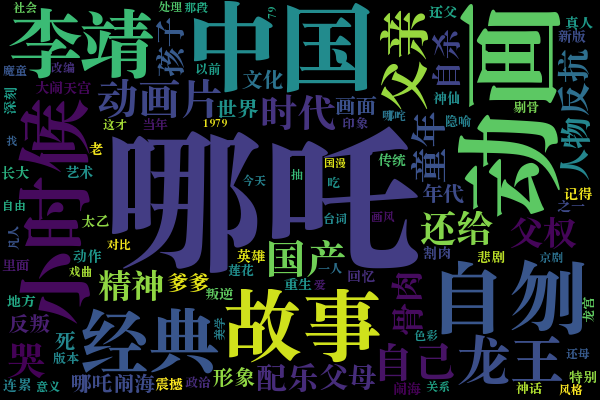 社会
处理
那段
79
还父
李靖
孩子
中国
父亲
自杀
动画
真人
新版
魔童
改编
以前
文化
神仙
反抗
大闹天宫
深刻
动画片
世界
时代
画面
印象
哪吒
隐喻
剔骨
人物
小时候
这才
当年
1979
找
老
哪吒
国漫
传统
童年
长大
艺术
今天
抽
吃
年代
记得
自由
太乙
台词
画风
还给
之一
父权
凡人
对比
动作
里面
戏曲
英雄
国产
割肉
悲剧
京剧
精神
爹爹
莲花
一人
回忆
骨肉
自刎
重生
爱
叛逆
地方
反叛
经典
故事
龙宫
美学
色彩
哭
死
版本
自己
龙王
还母
连累
意义
哪吒闹海
震撼
政治
形象
配乐
父母
闹海
关系
神话
特别
风格